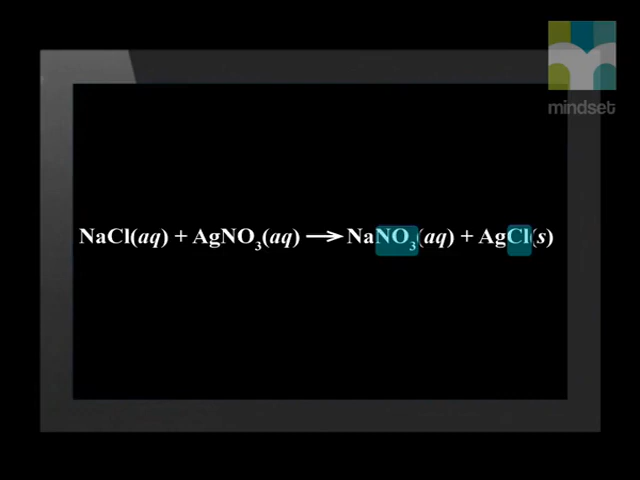 mindset
NaCl(aq) + AgNO₃(aq) → NaNO₃(aq) + AgCl(s)